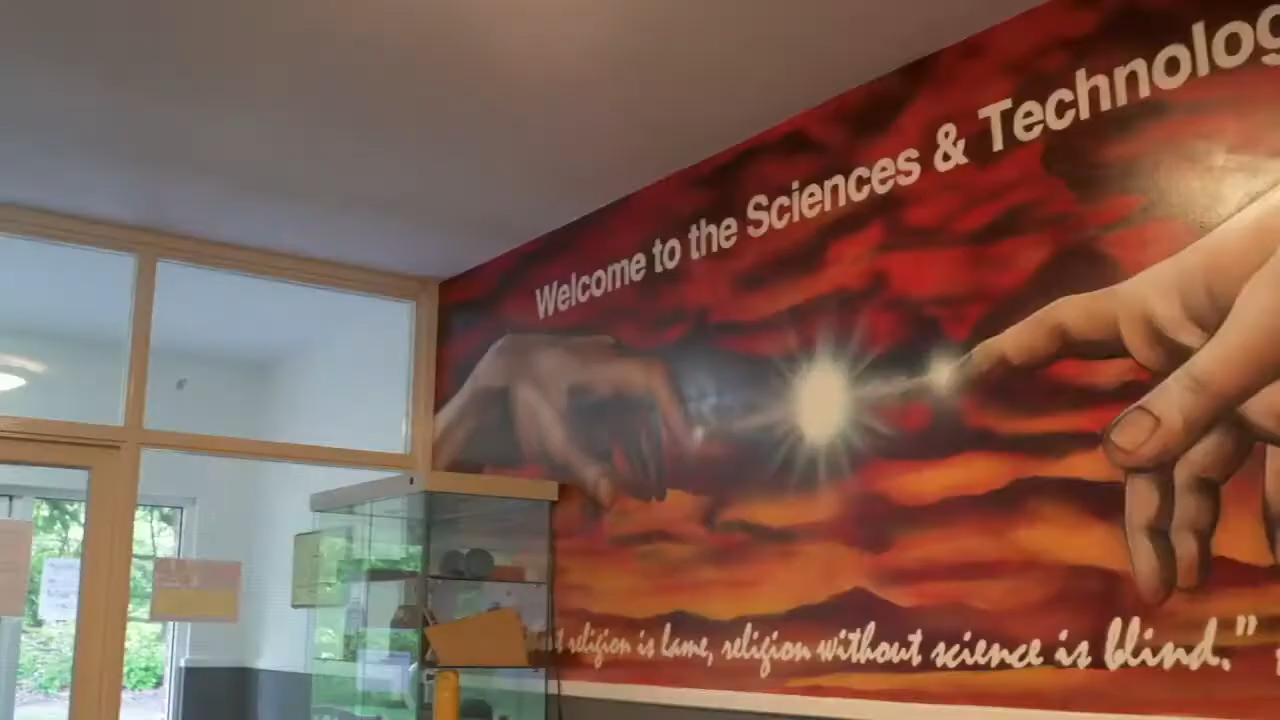 Welcome to the Sciences & Technolog
religion is lame, religion without science is blind."